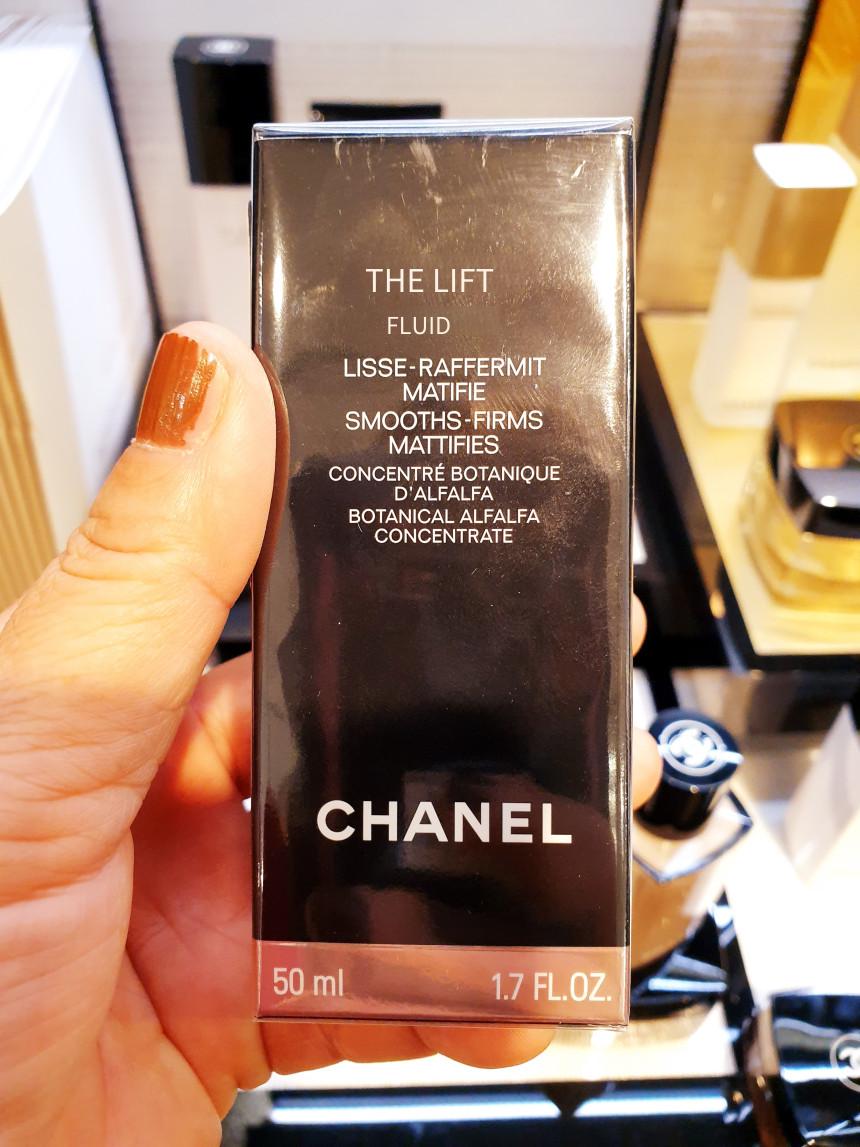 THE LIFT
FLUID
LISSE-RAFFERMIT
MATIFIE
SMOOTHS-FIRMS
MATTIFIES
CONCENTRÉ BOTANIQUE
D'ALFALFA
BOTANICAL ALFALFA
CONCENTRATE
CHANEL
50 ml 1.7 FL.OZ.